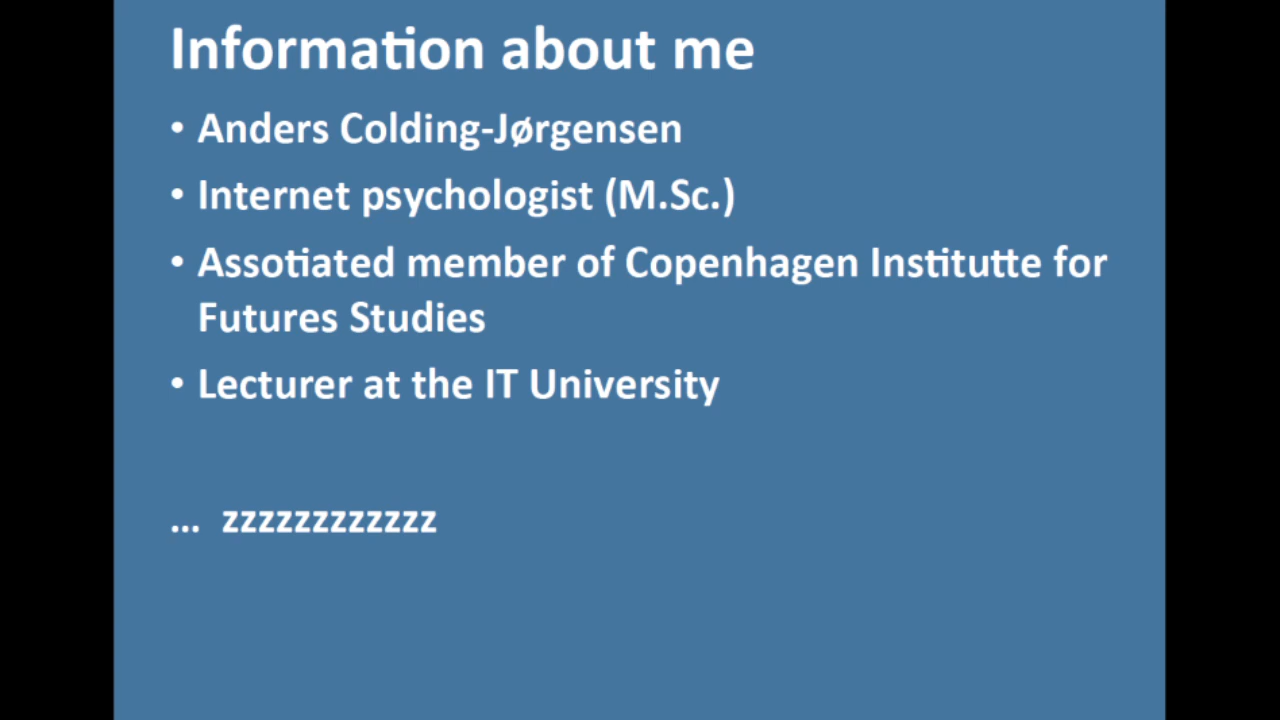 Information about me
• Anders Colding-Jørgensen
• Internet psychologist (M.Sc.)
• Assotiated member of Copenhagen Institutte for
Futures Studies
• Lecturer at the IT University
... zzzzzzzzzzzz